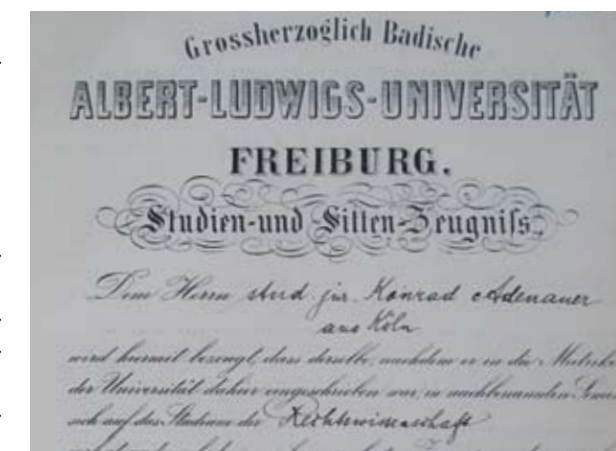 Grossherzoglich Badische
ALBERT-LUDWIGS-UNIVERSITÄT
FREIBURG.
Studien-und Sitten-Zeugniſs.
Dem Herrn stud. jur. Konrad Adenauer
aus Köln
wird hiermit bezeugt, dass derselbe, nachdem er in die Matrike
der Universität dahier eingeschrieben war, in nachbenannten
sich auf das Studium der Rechtswissenschaft